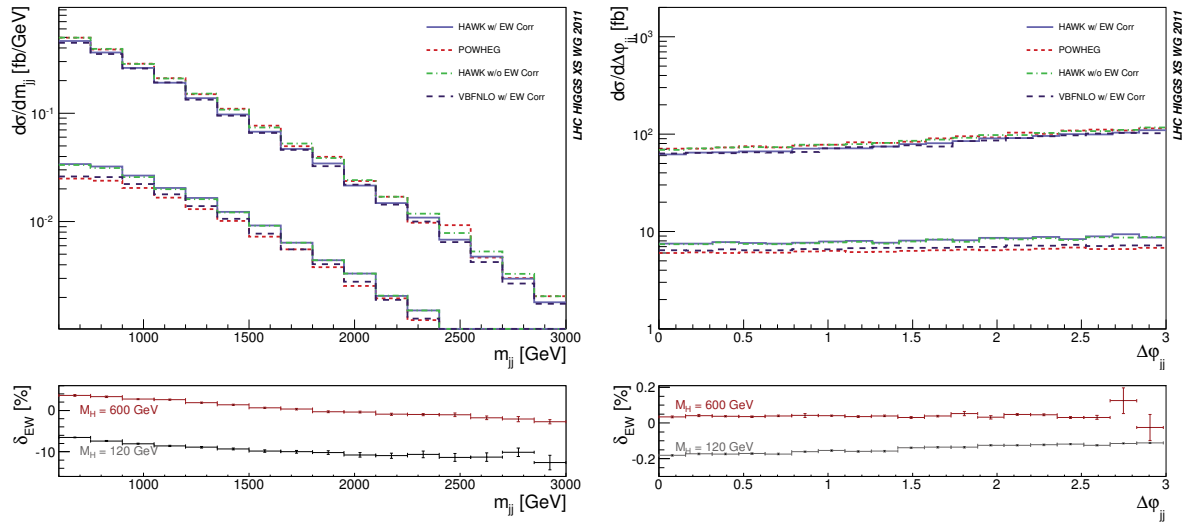 dσ/dm_jj [fb/GeV]
HAWK w/ EW Corr
POWHEG
HAWK w/o EW Corr
VBFNLO w/ EW Corr
LHC HIGGS XS WG 2011
10⁻¹
10⁻²
1000 1500 2000 2500 3000
m_jj [GeV]
δ_EW [%]
0
-10
M_H = 600 GeV
M_H = 120 GeV
1000 1500 2000 2500 3000
m_jj [GeV]
dσ/dΔφ_jj [fb]
HAWK w/ EW Corr
POWHEG
HAWK w/o EW Corr
VBFNLO w/ EW Corr
LHC HIGGS XS WG 2011
10³
10²
10
1
0 0.5 1 1.5 2 2.5 3
Δφ_jj
δ_EW [%]
0.2
0
-0.2
M_H = 600 GeV
M_H = 120 GeV
0 0.5 1 1.5 2 2.5 3
Δφ_jj